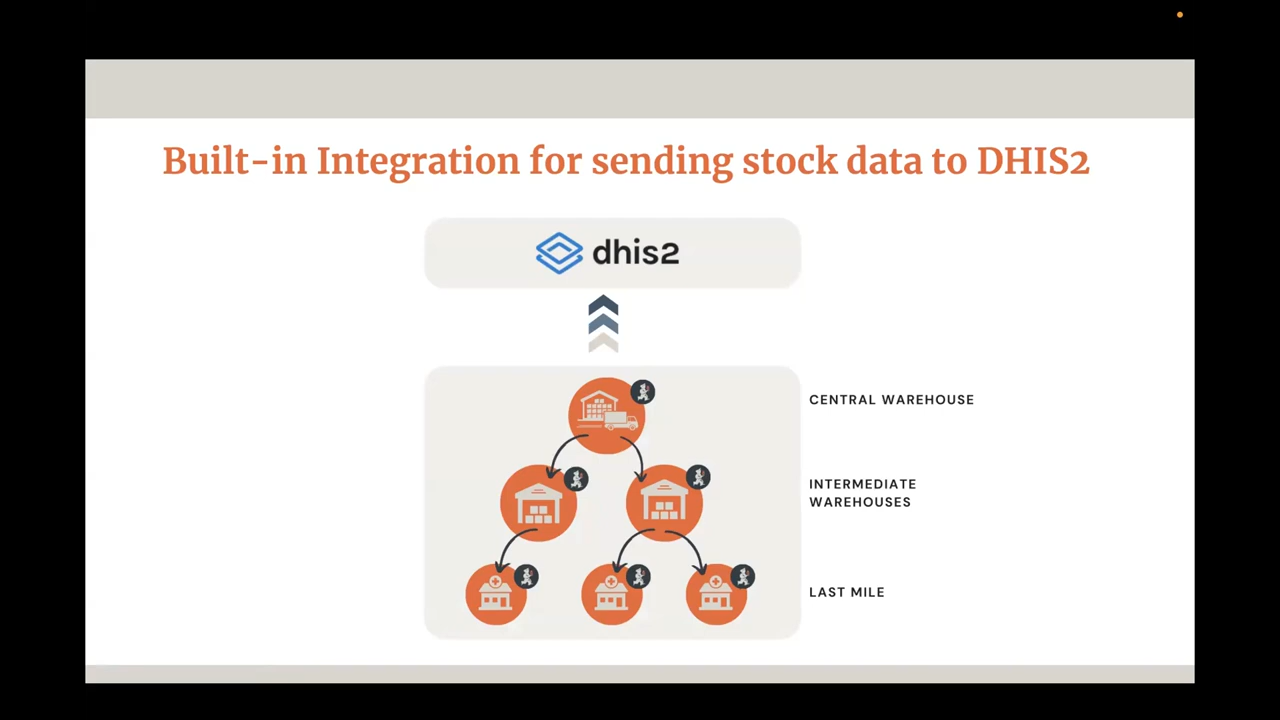 Built-in Integration for sending stock data to DHIS2
dhis2
CENTRAL WAREHOUSE
INTERMEDIATE
WAREHOUSES
LAST MILE